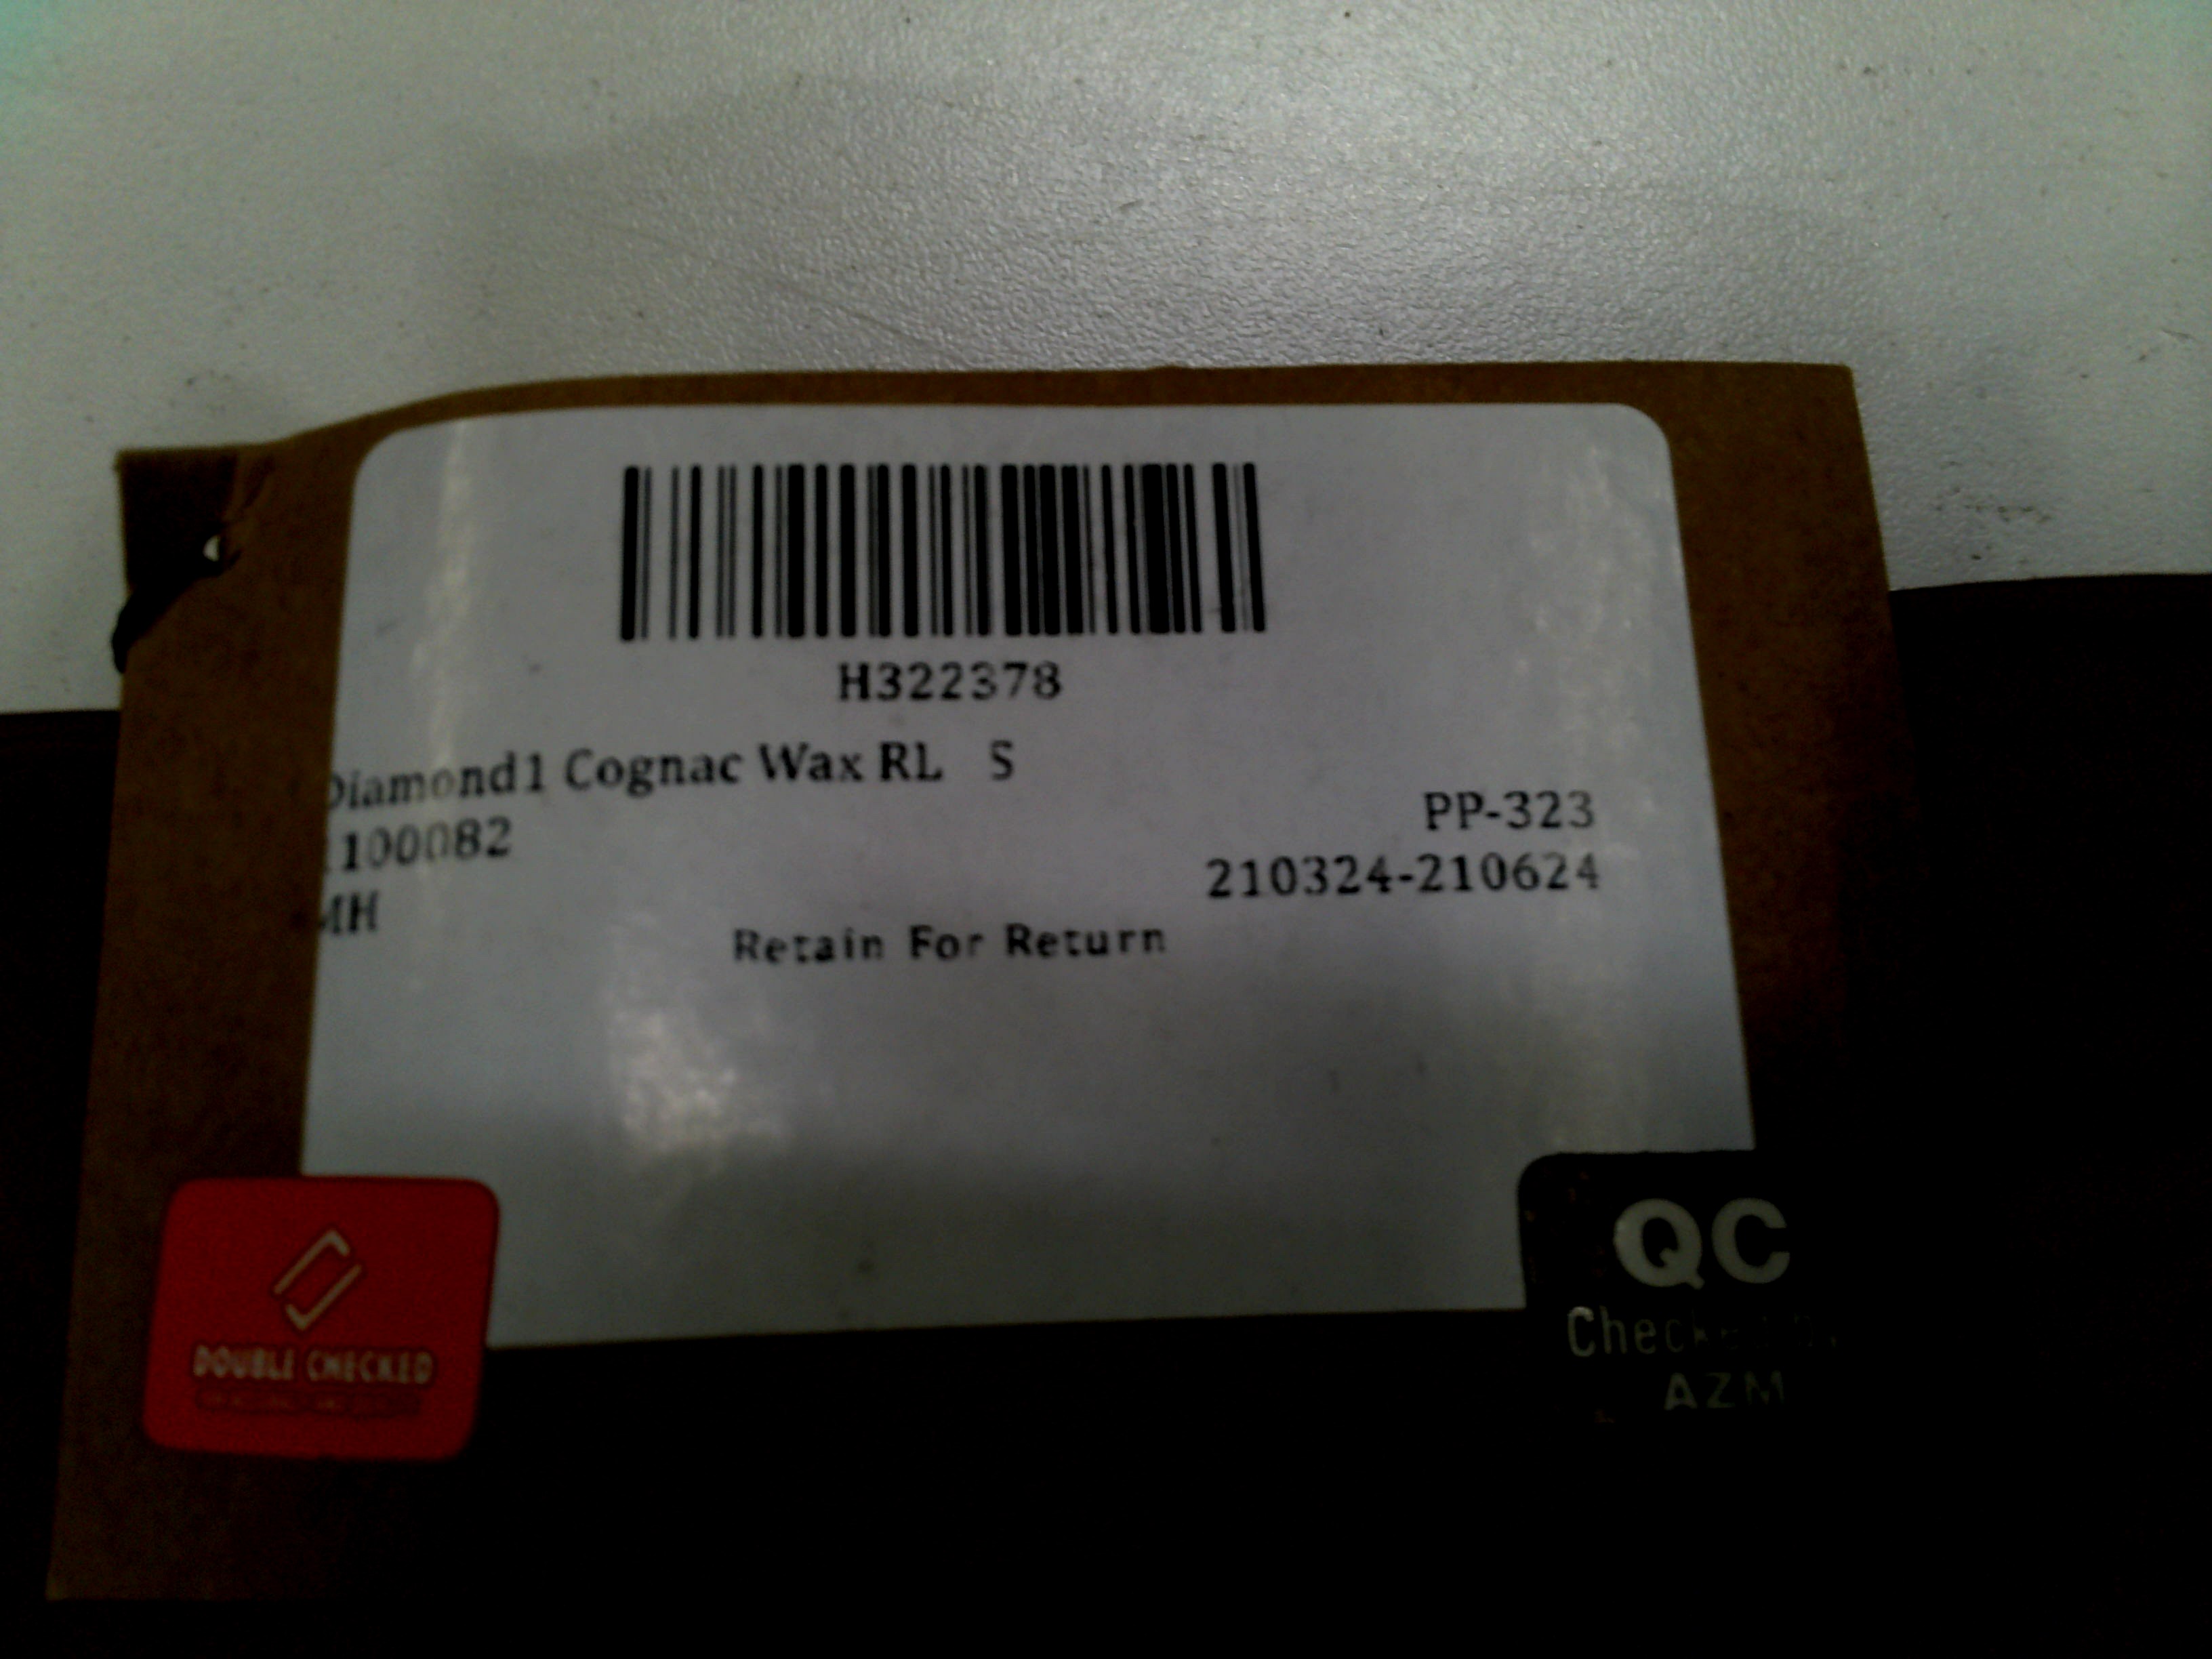 H322378
Diamond1 Cognac Wax RL S
PP-323
1100082
210324-210624
MH
Retain For Return
DOUBLE CHECKED
QC
AZM